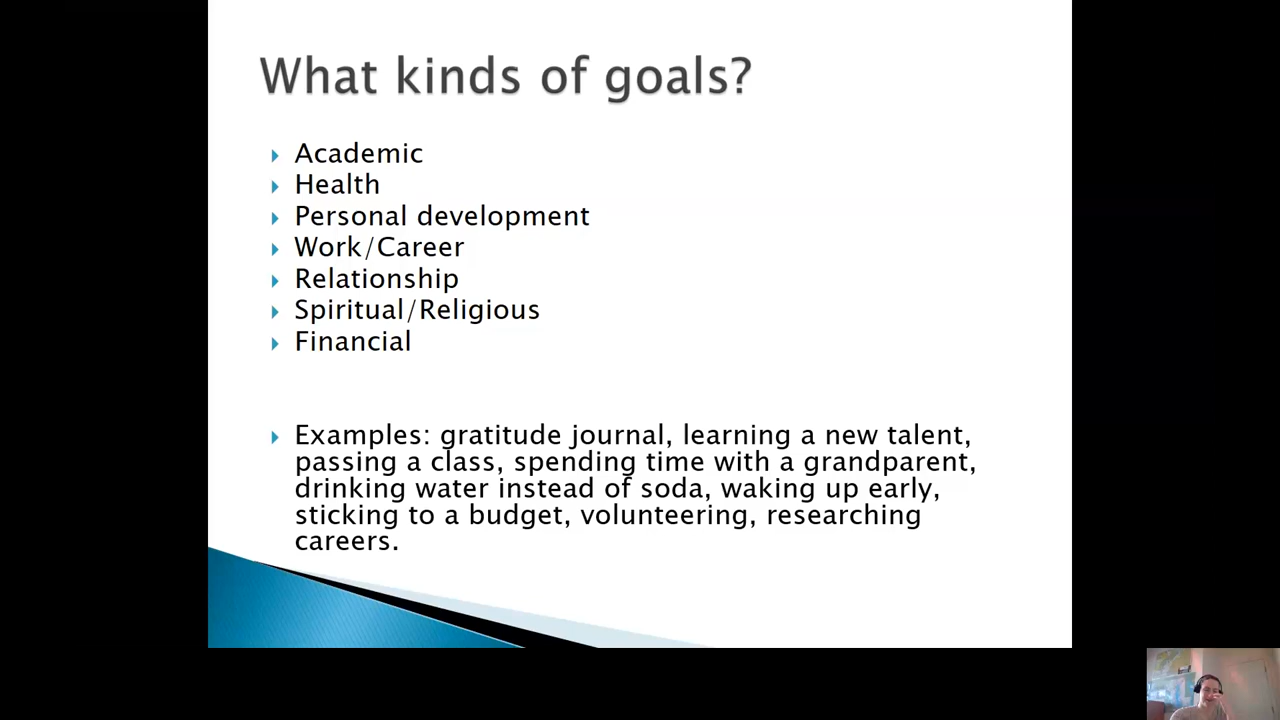 What kinds of goals?
Academic
Health
Personal development
Work/Career
Relationship
Spiritual/Religious
Financial
Examples: gratitude journal, learning a new talent,
passing a class, spending time with a grandparent,
drinking water instead of soda, waking up early,
sticking to a budget, volunteering, researching
careers.